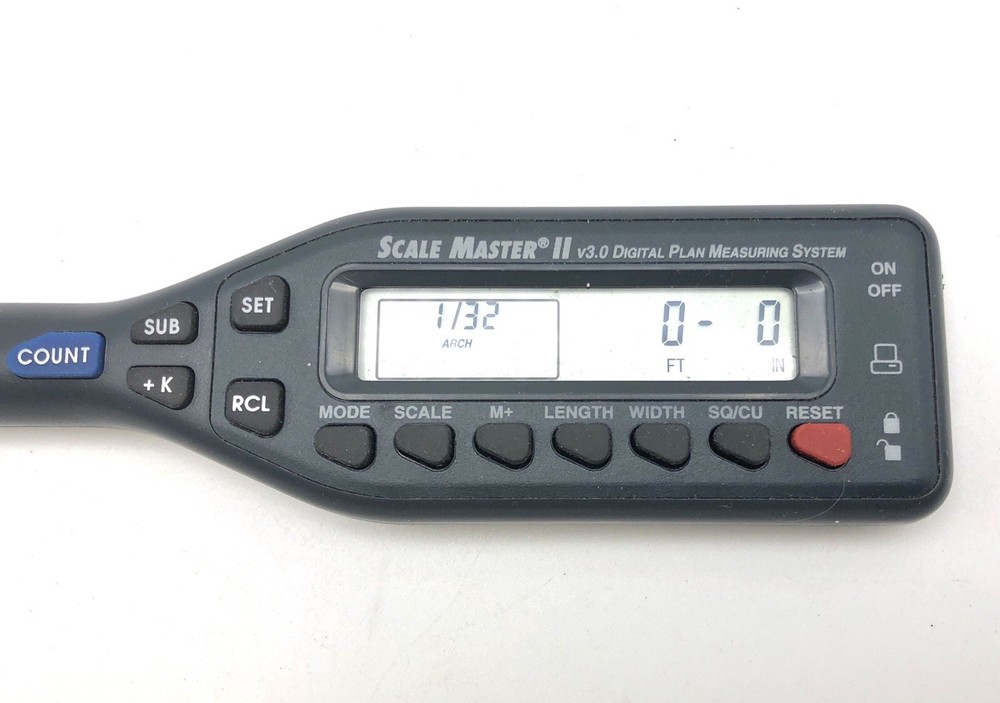 SCALE MASTER® II v3.0 DIGITAL PLAN MEASURING SYSTEM
ON
OFF
SET
SUB
COUNT
+ K
RCL
1/32
ARCH
0 - 0
FT IN
MODE SCALE M+ LENGTH WIDTH SQ/CU RESET